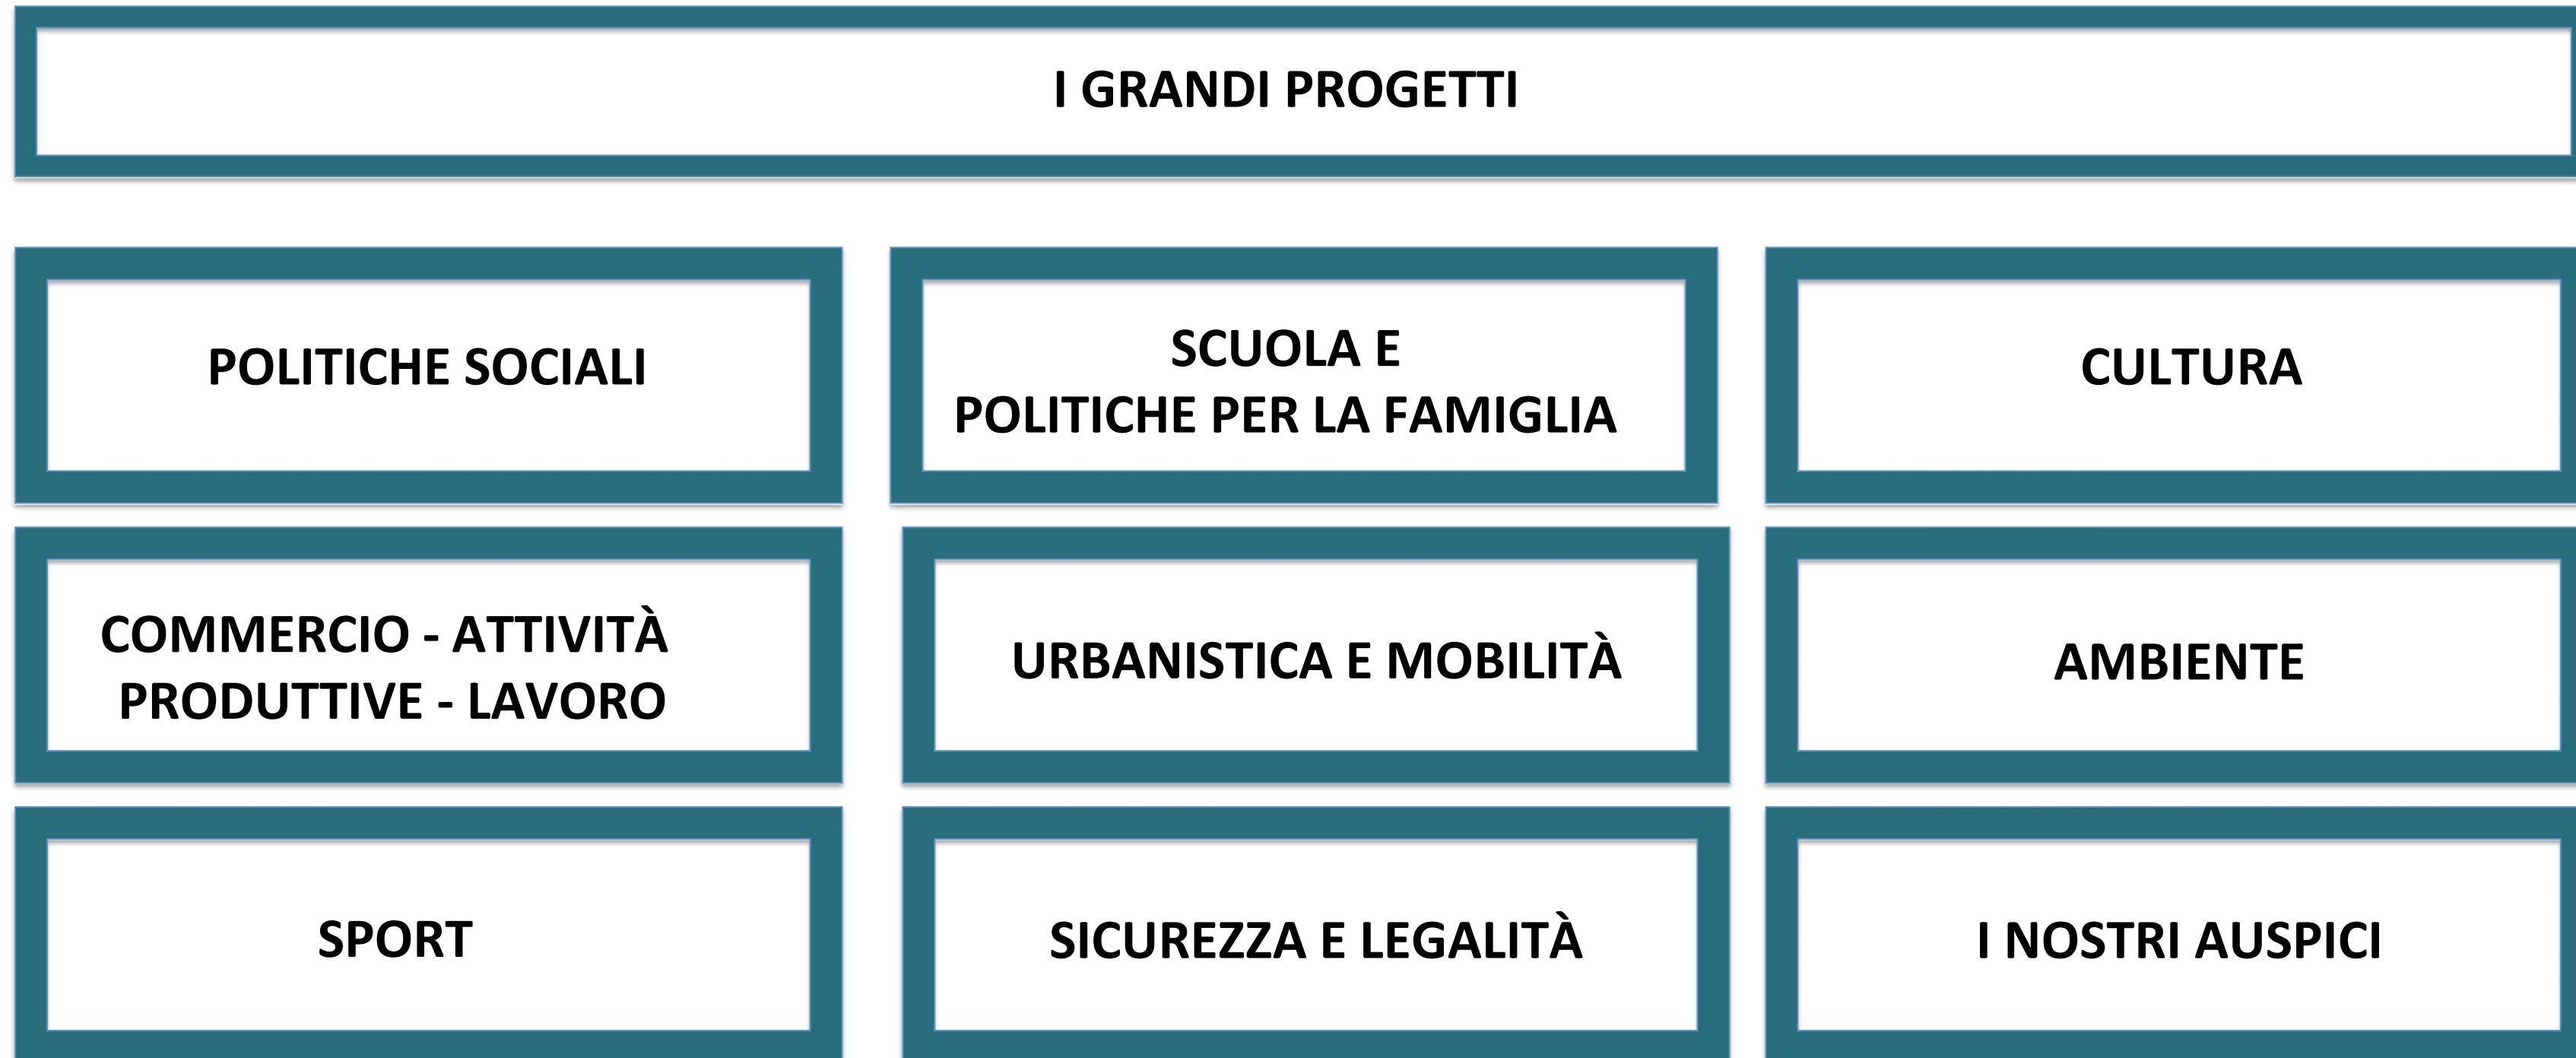 I GRANDI PROGETTI
POLITICHE SOCIALI
SCUOLA E
POLITICHE PER LA FAMIGLIA
CULTURA
COMMERCIO - ATTIVITÀ
PRODUTTIVE - LAVORO
URBANISTICA E MOBILITÀ
AMBIENTE
SPORT
SICUREZZA E LEGALITÀ
I NOSTRI AUSPICI